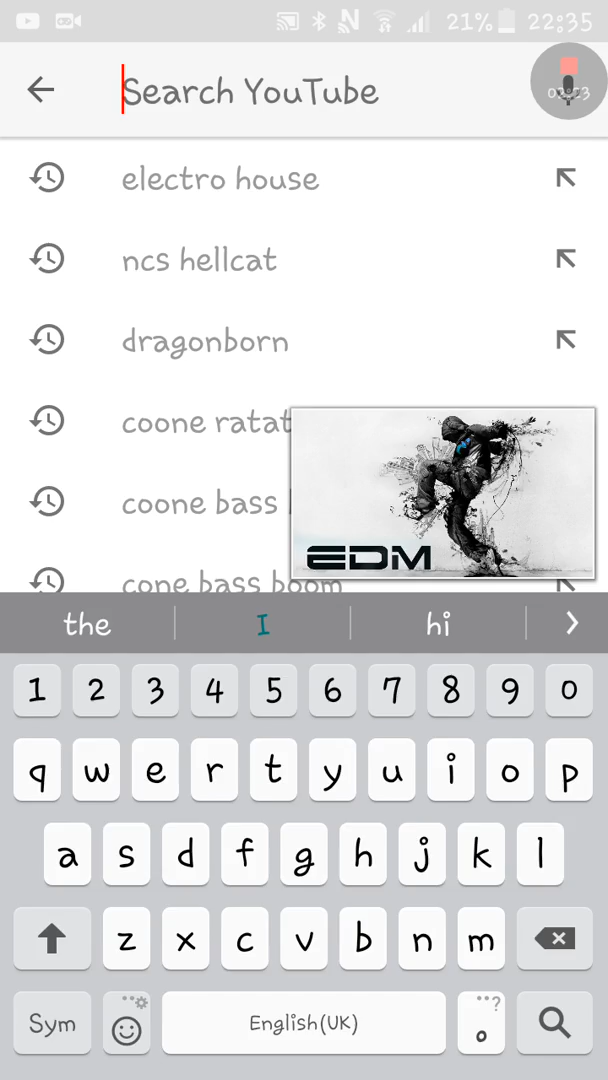 21% 22:35
Search YouTube
electro house
ncs hellcat
dragonborn
coone ratat
coone bass
cone bass boom
EDM
the I hi
1 2 3 4 5 6 7 8 9 0
q w e r t y u i o p
a s d f g h j k l
z x c v b n m
Sym English(UK)